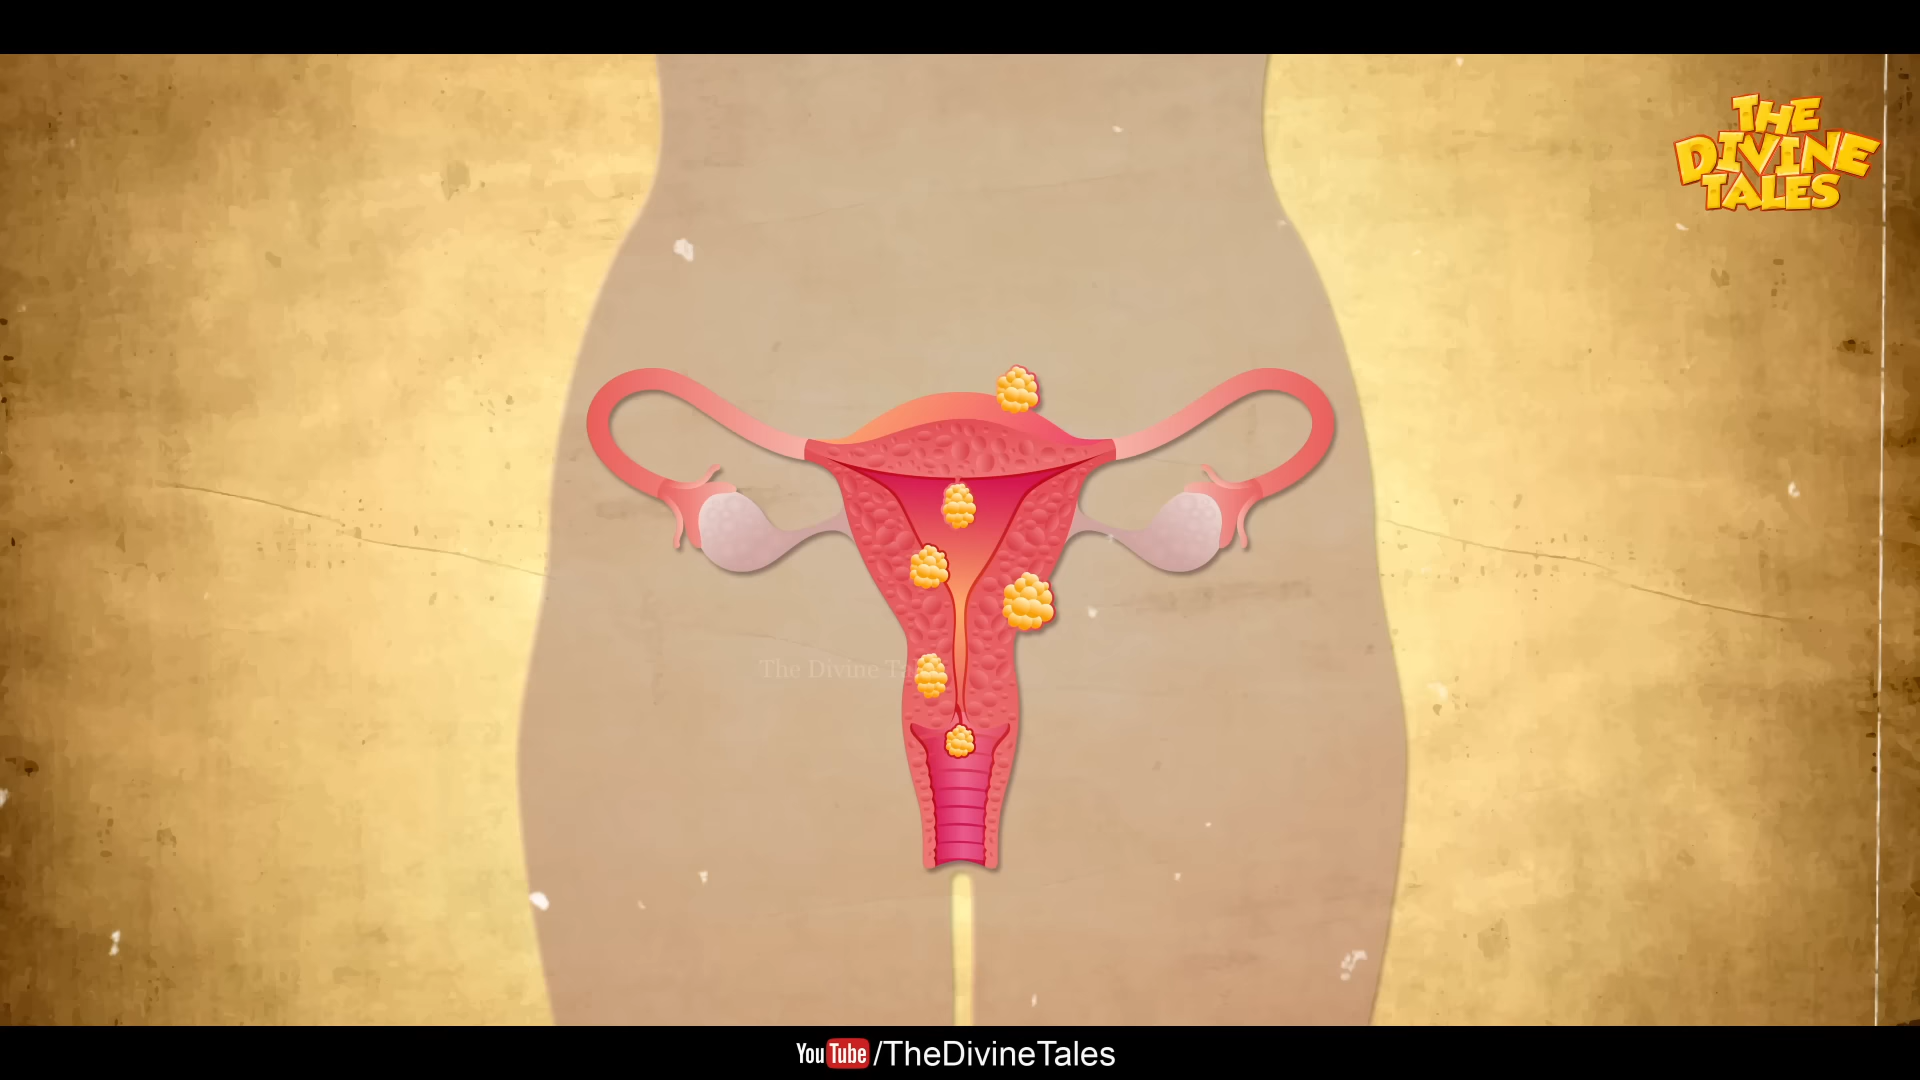 THE
DIVINE
TALES
The Divine Ta
YouTube/TheDivineTales